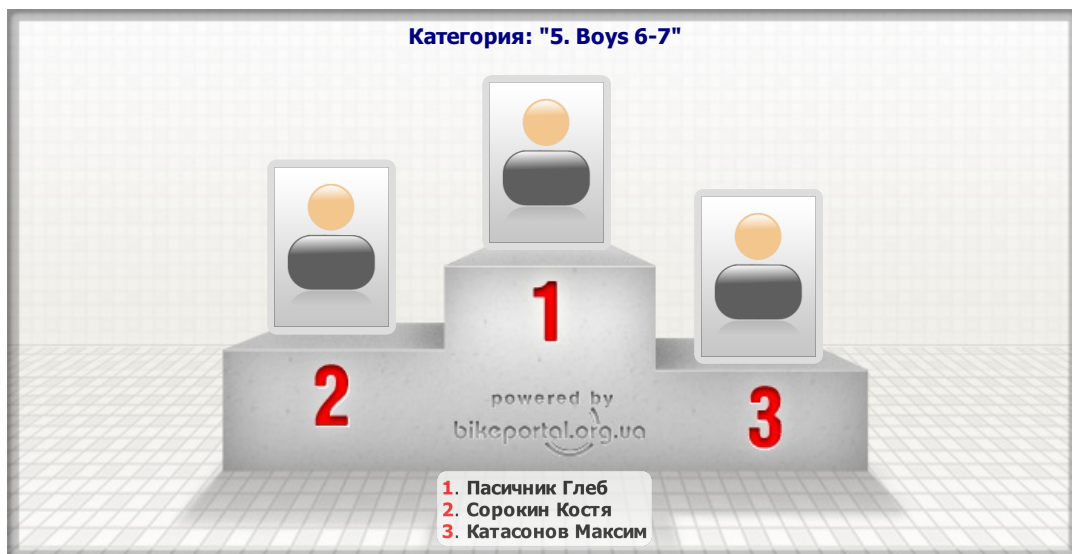 Категория: "5. Boys 6-7"
1
2
3
powered by
bikeportal.org.ua
1. Пасичник Глеб
2. Сорокин Костя
3. Катасонов Максим